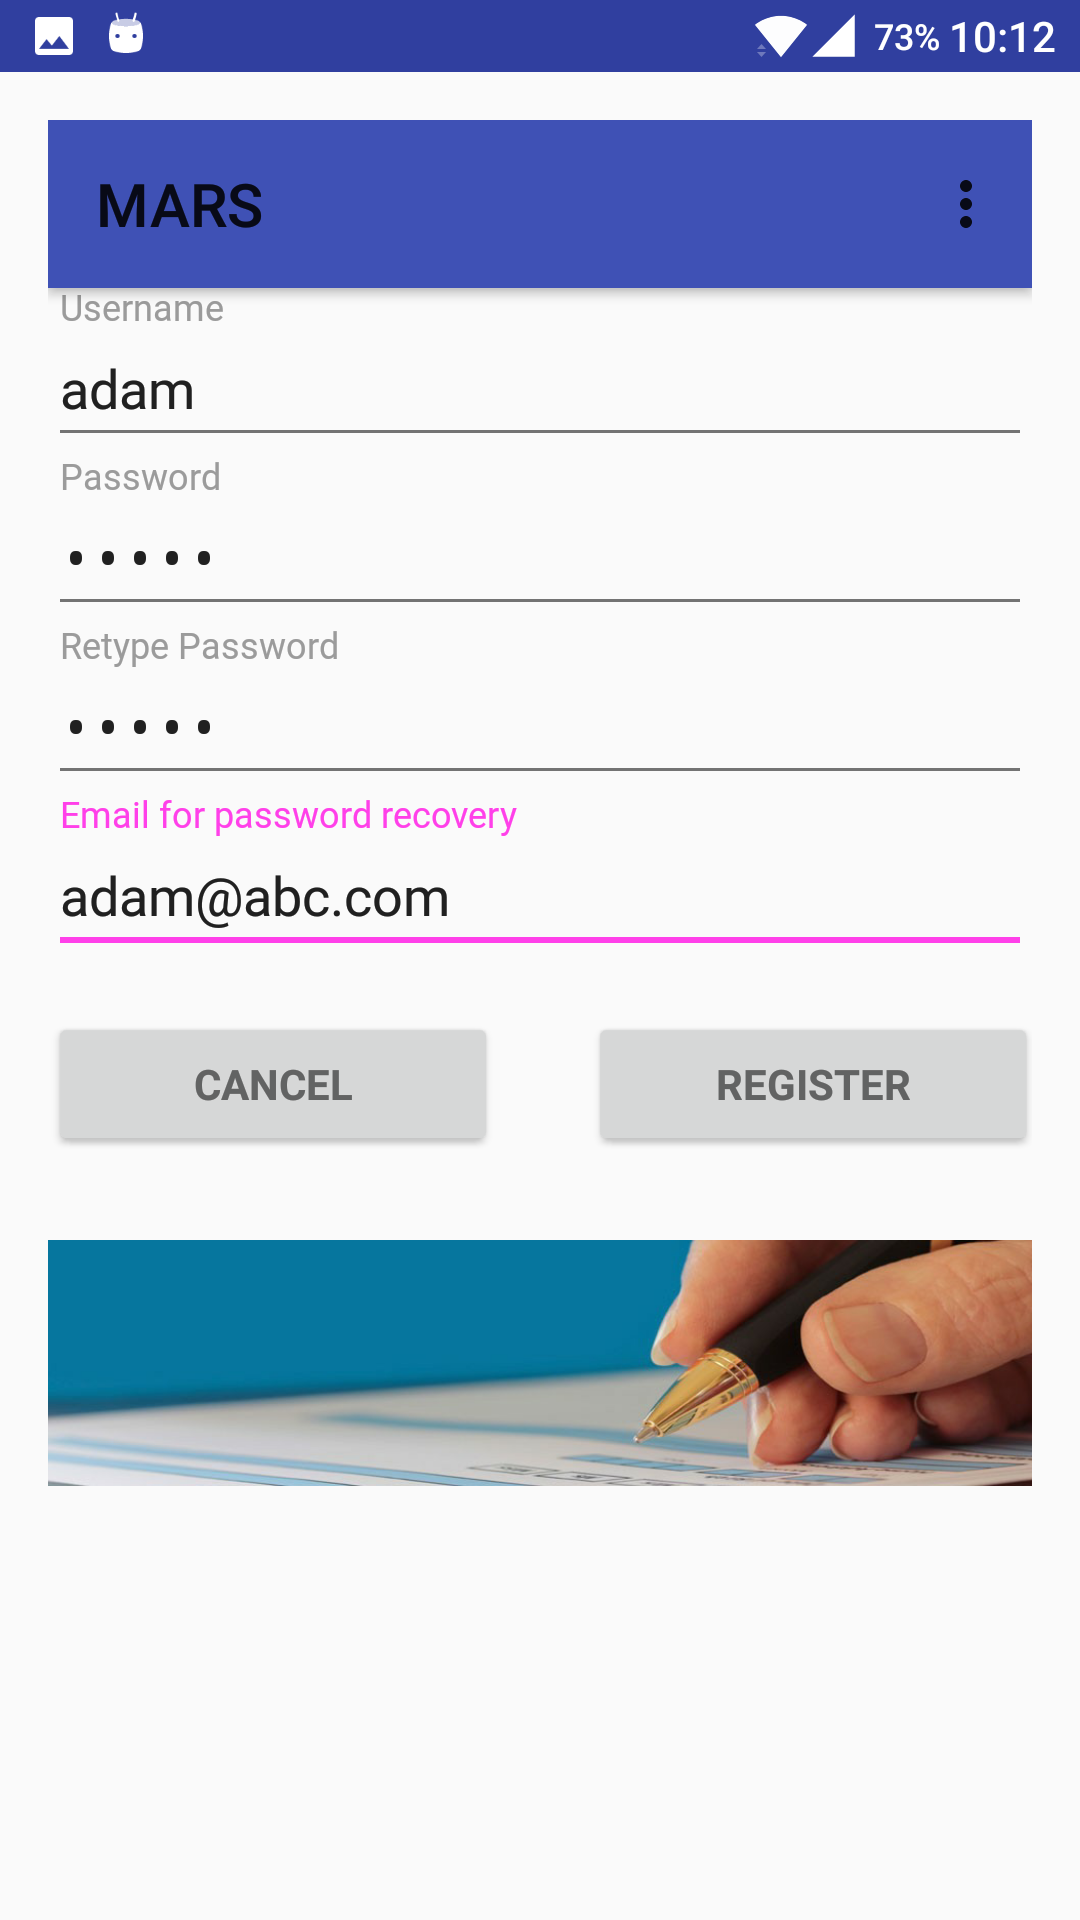 73% 10:12
MARS
Username
adam
Password
•••••
Retype Password
•••••
Email for password recovery
adam@abc.com
CANCEL REGISTER